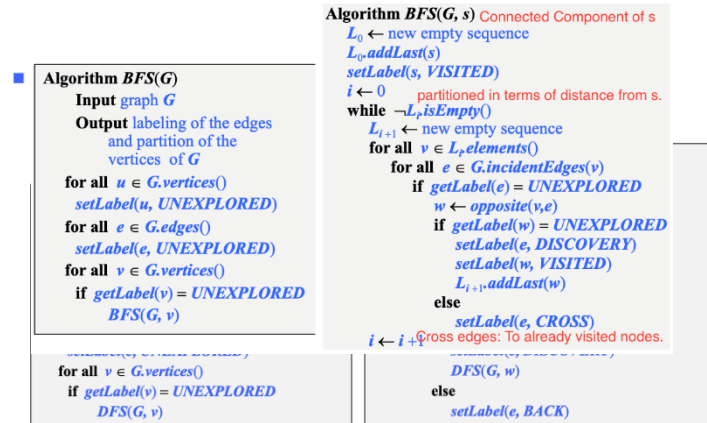 Algorithm BFS(G)
Input graph G
Output labeling of the edges
and partition of the
vertices of G
for all u ∈ G.vertices()
setLabel(u, UNEXPLORED)
for all e ∈ G.edges()
setLabel(e, UNEXPLORED)
for all v ∈ G.vertices()
if getLabel(v) = UNEXPLORED
BFS(G, v)
Algorithm BFS(G, s) Connected Component of s
L0 ← new empty sequence
L0.addLast(s)
setLabel(s, VISITED)
i ← 0 partitioned in terms of distance from s.
while ¬Li.isEmpty()
Li+1 ← new empty sequence
for all v ∈ Li.elements()
for all e ∈ G.incidentEdges(v)
if getLabel(e) = UNEXPLORED
w ← opposite(v,e)
if getLabel(w) = UNEXPLORED
setLabel(e, DISCOVERY)
setLabel(w, VISITED)
Li+1.addLast(w)
else
setLabel(e, CROSS)
i ← i +1 Cross edges: To already visited nodes.
for all v ∈ G.vertices()
if getLabel(v) = UNEXPLORED
DFS(G, v)
DFS(G, w)
else
setLabel(e, BACK)